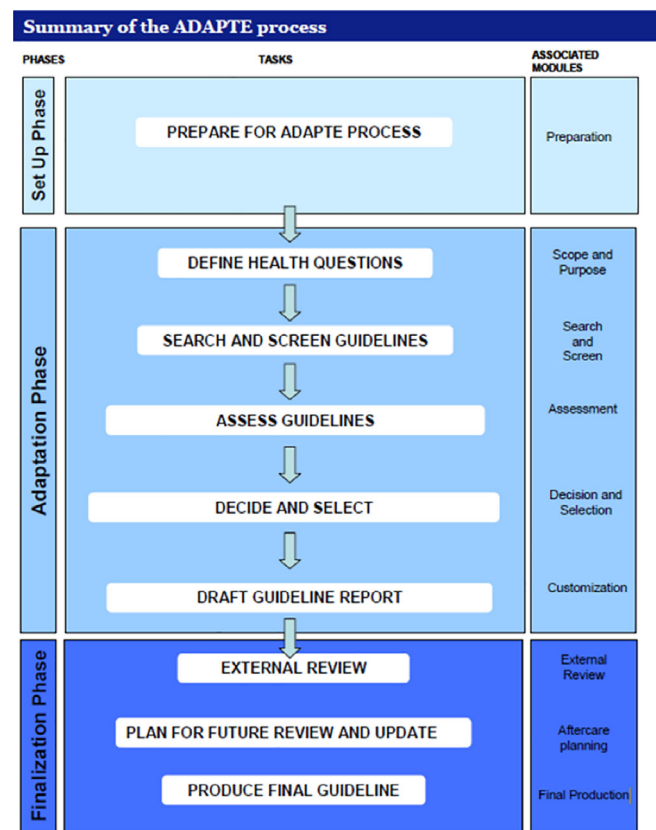 Summary of the ADAPTE process
PHASES
TASKS
ASSOCIATED
MODULES
Set Up Phase
PREPARE FOR ADAPTE PROCESS
Preparation
Adaptation Phase
DEFINE HEALTH QUESTIONS
Scope and
Purpose
SEARCH AND SCREEN GUIDELINES
Search
and
Screen
ASSESS GUIDELINES
Assessment
DECIDE AND SELECT
Decision and
Selection
DRAFT GUIDELINE REPORT
Customization
Finalization Phase
EXTERNAL REVIEW
External
Review
PLAN FOR FUTURE REVIEW AND UPDATE
Aftercare
planning
PRODUCE FINAL GUIDELINE
Final Production